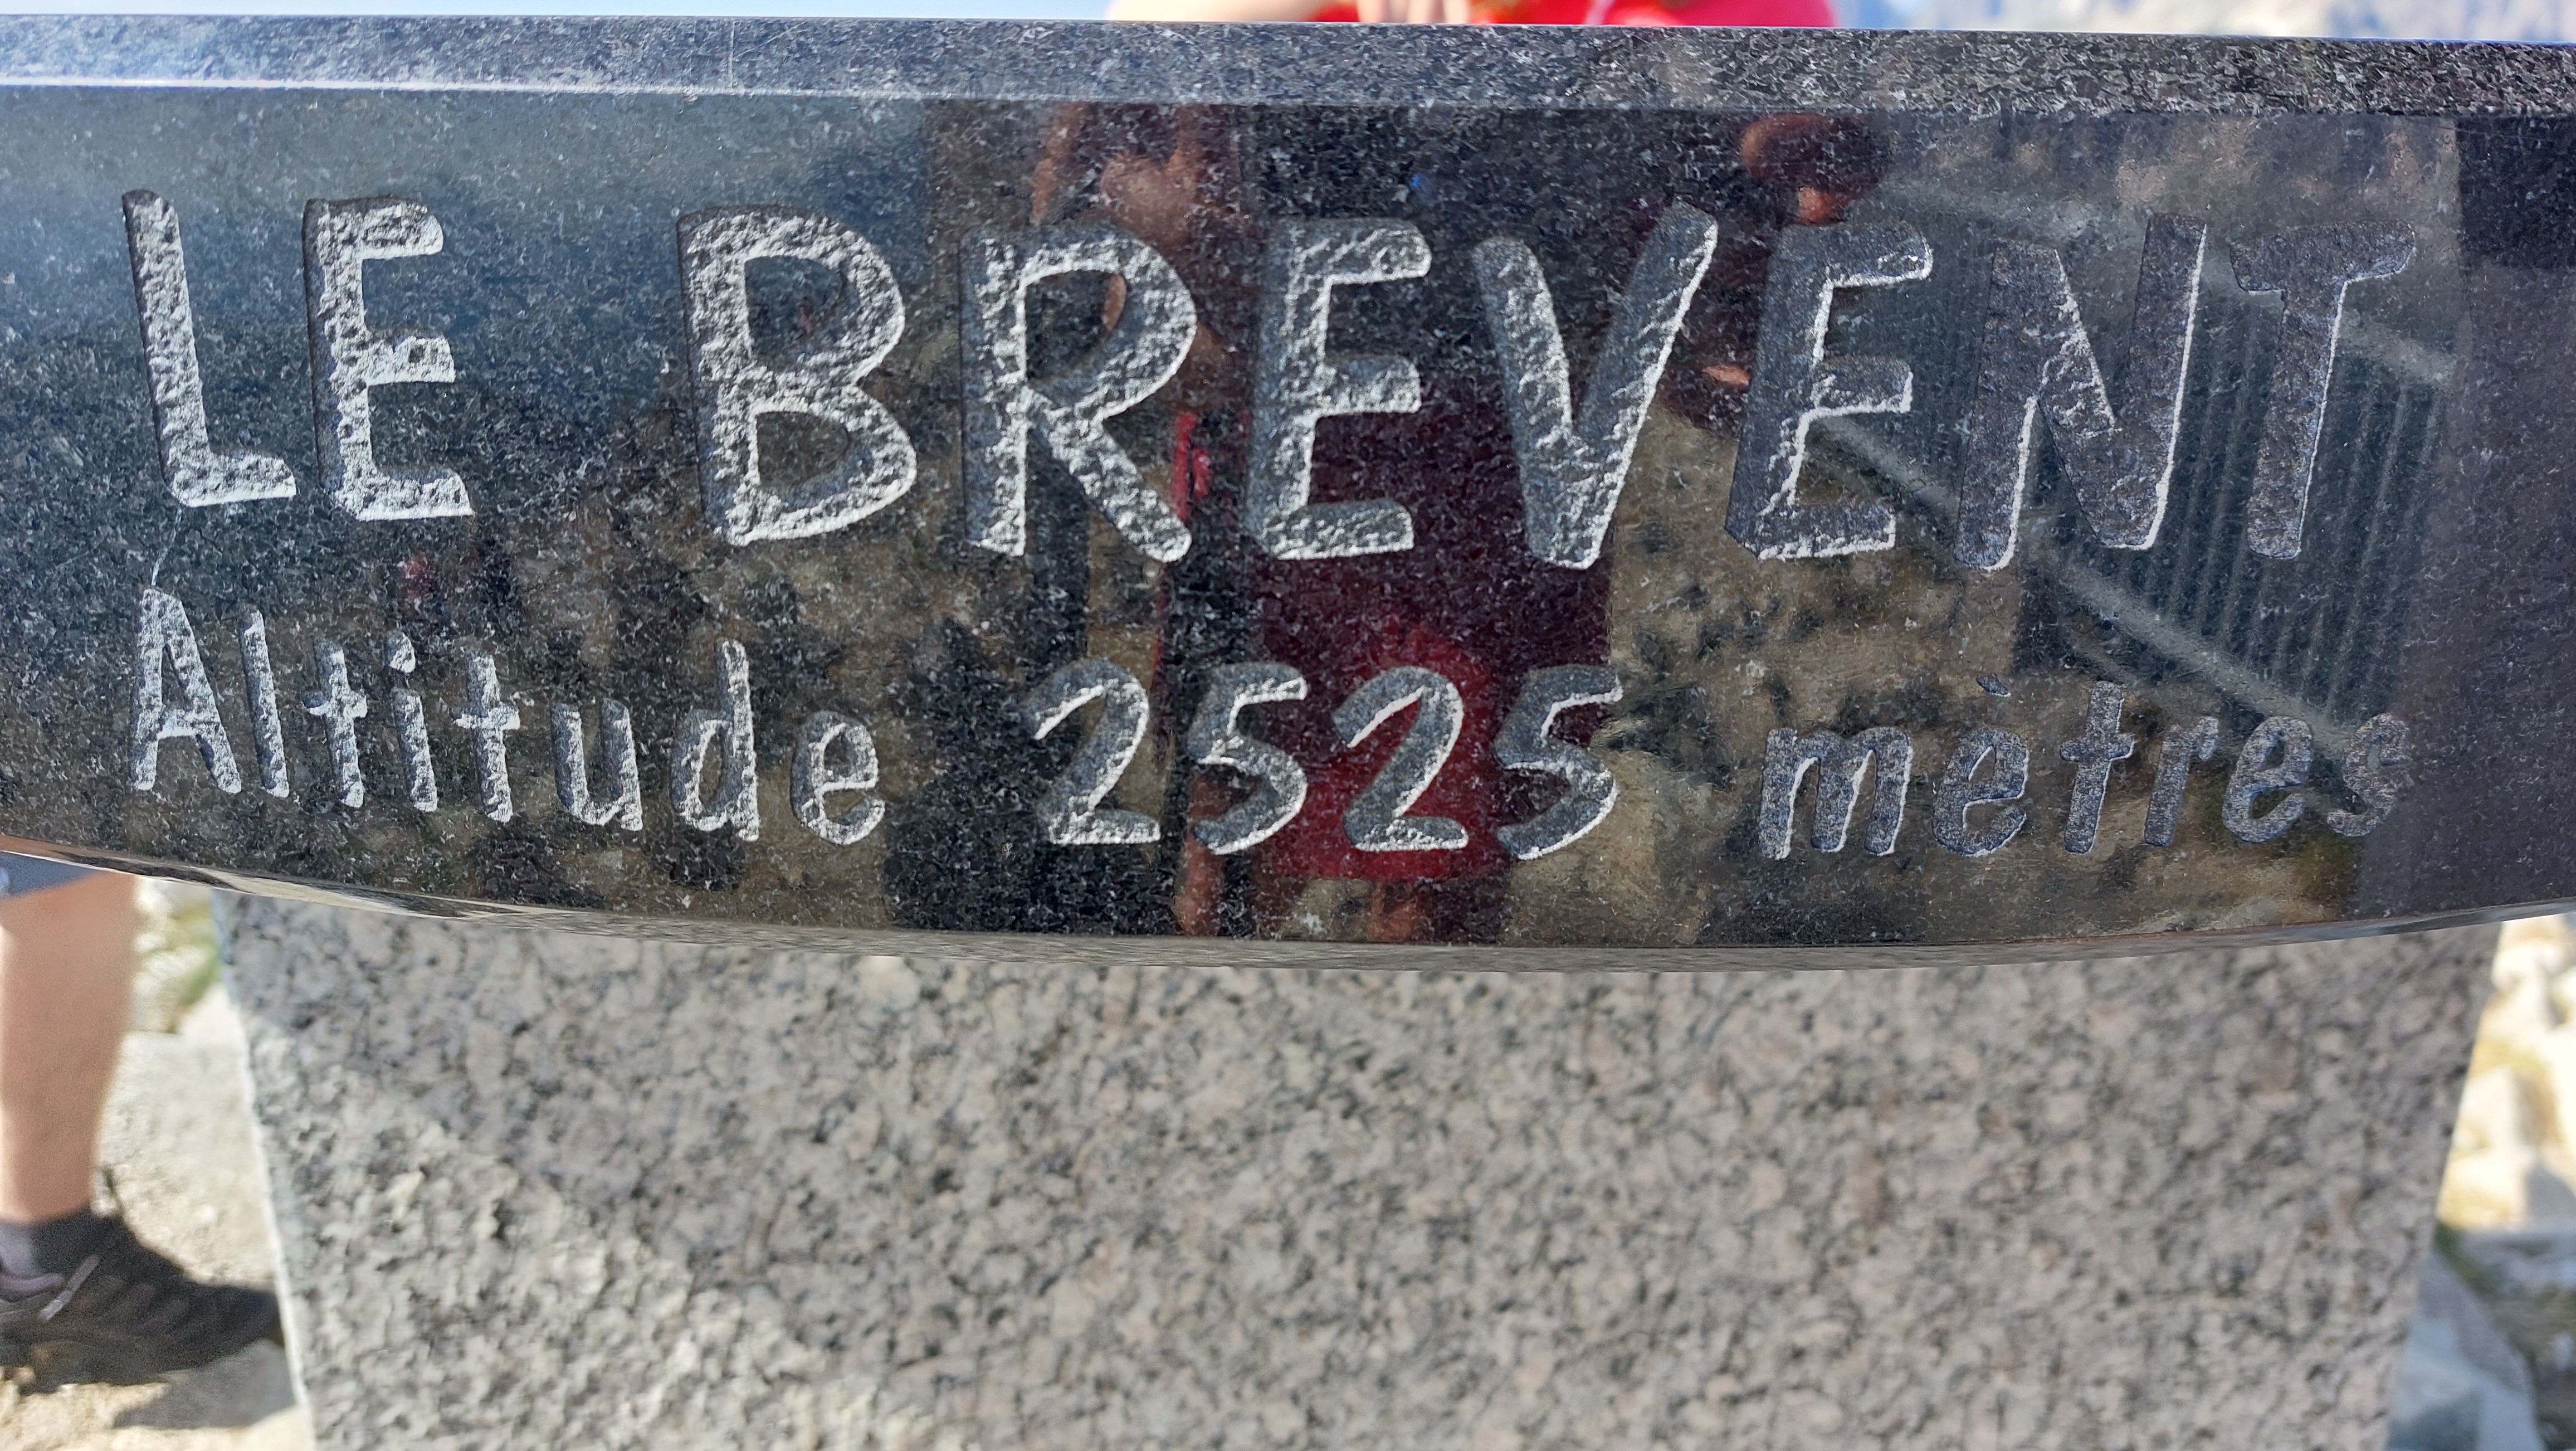 LE BREVENT
Altitude 2525 mètres